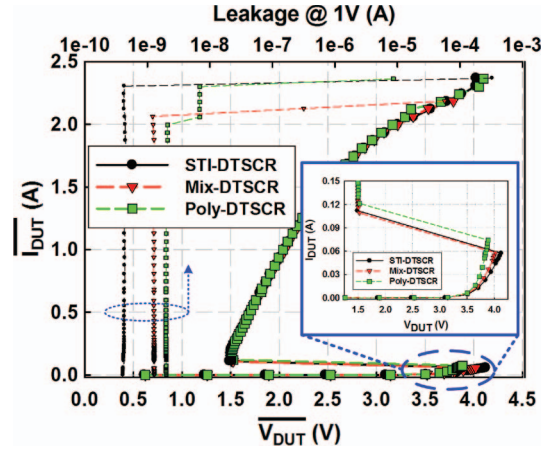 Leakage @ 1V (A)
1e-10 1e-9 1e-8 1e-7 1e-6 1e-5 1e-4 1e-3
2.5
2.0
1.5
1.0
0.5
0.0
I_DUT (A)
STI-DTSCR
Mix-DTSCR
Poly-DTSCR
0.15
0.12
0.09
0.06
0.03
0.00
I_DUT (A)
STI-DTSCR
Mix-DTSCR
Poly-DTSCR
1.5 2.0 2.5 3.0 3.5 4.0
V_DUT (V)
0.0 0.5 1.0 1.5 2.0 2.5 3.0 3.5 4.0 4.5
V_DUT (V)